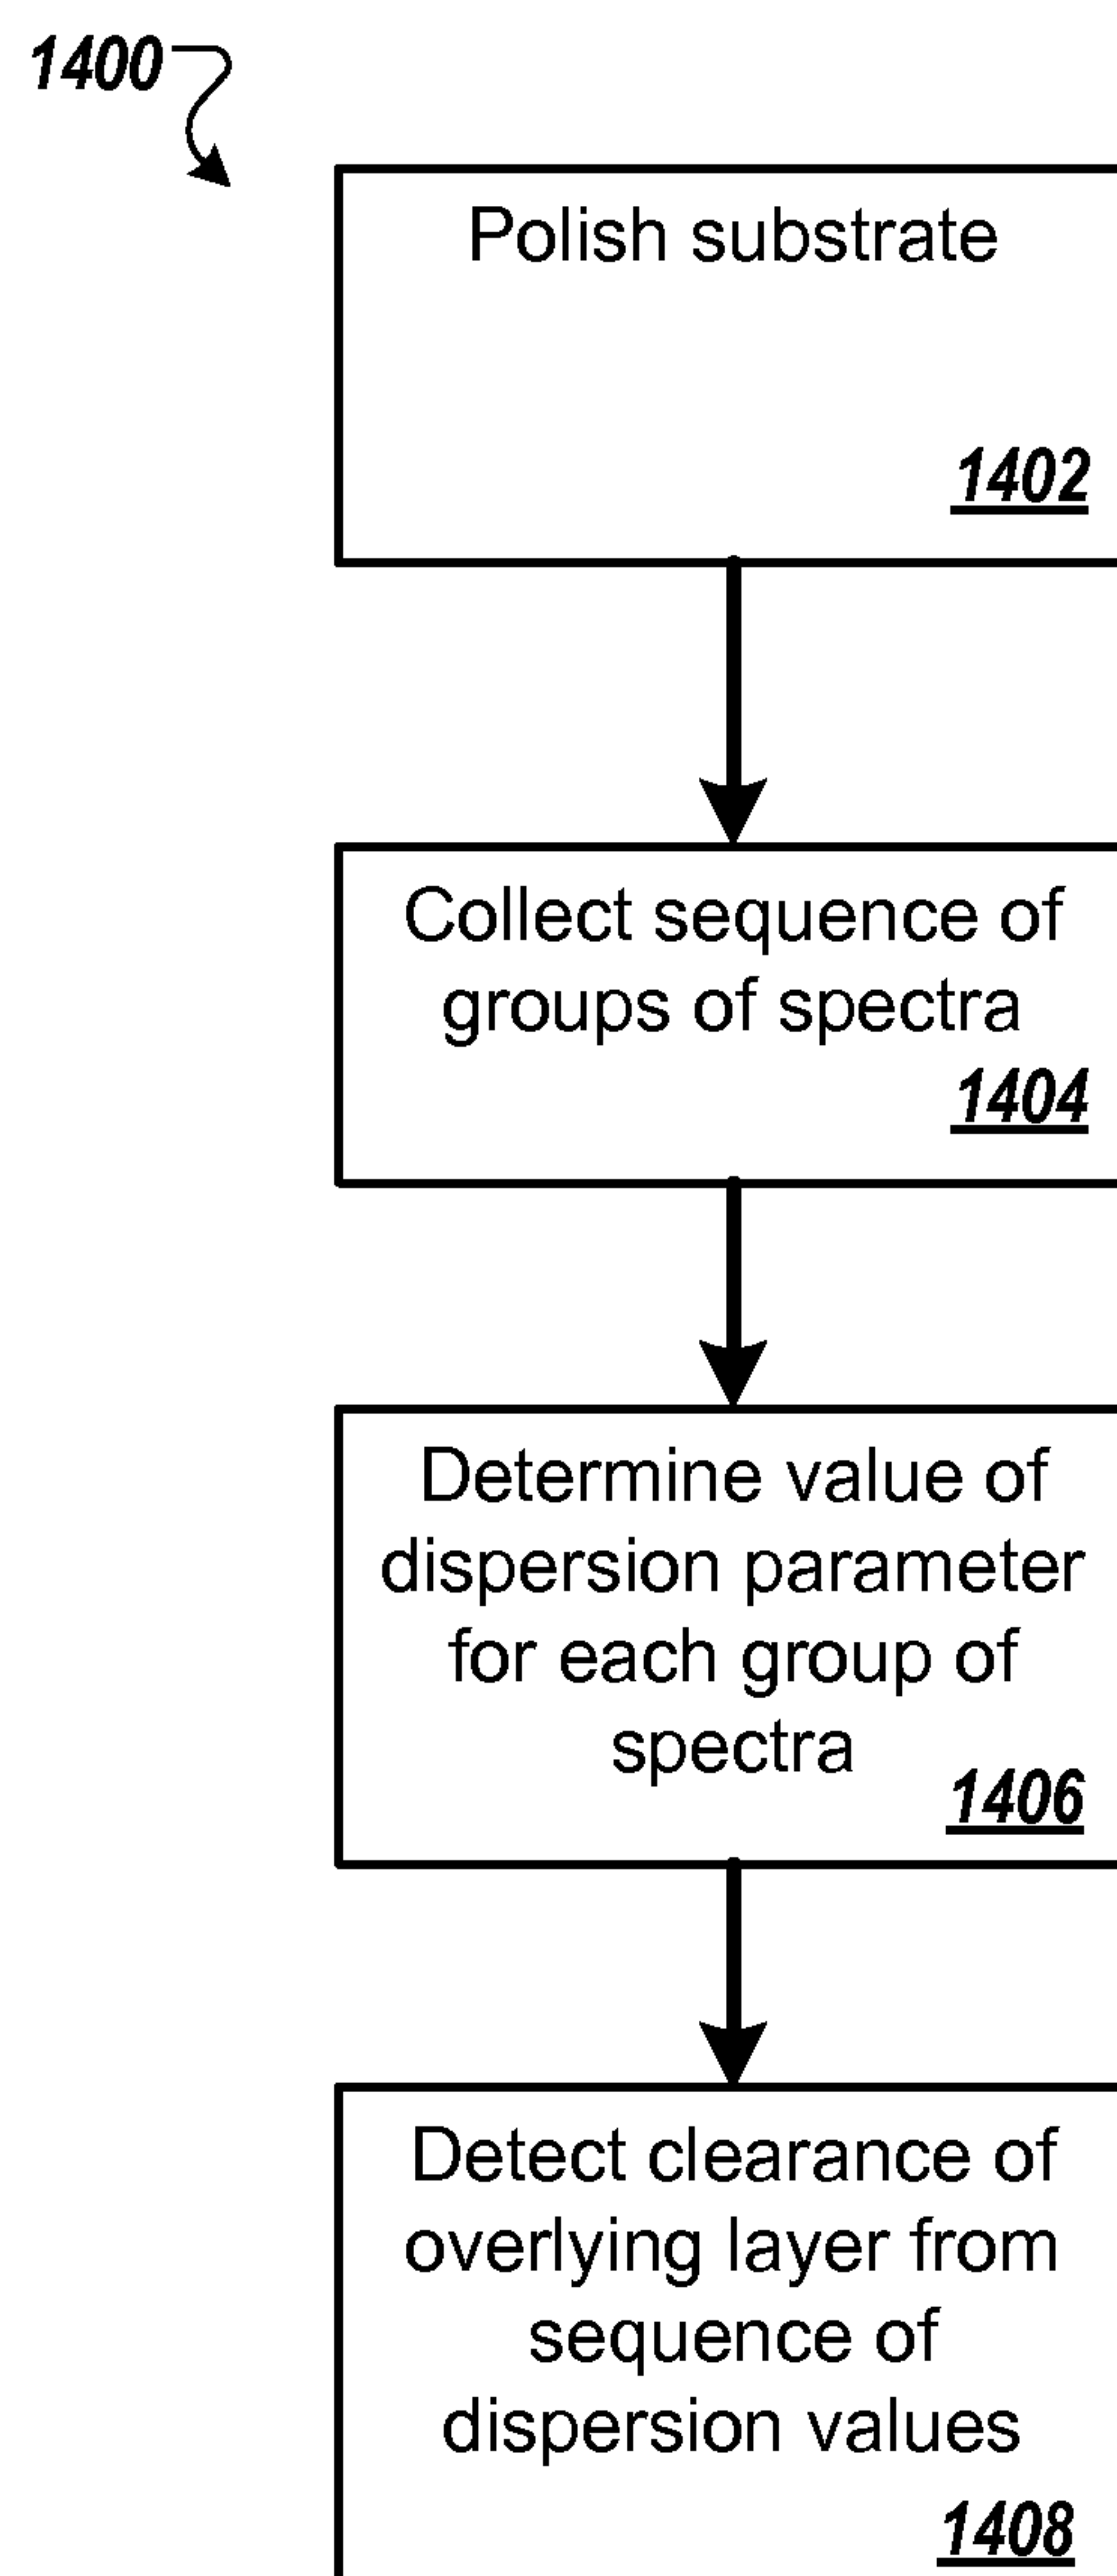 1400
Polish substrate
1402
Collect sequence of
groups of spectra
1404
Determine value of
dispersion parameter
for each group of
spectra
1406
Detect clearance of
overlying layer from
sequence of
dispersion values
1408